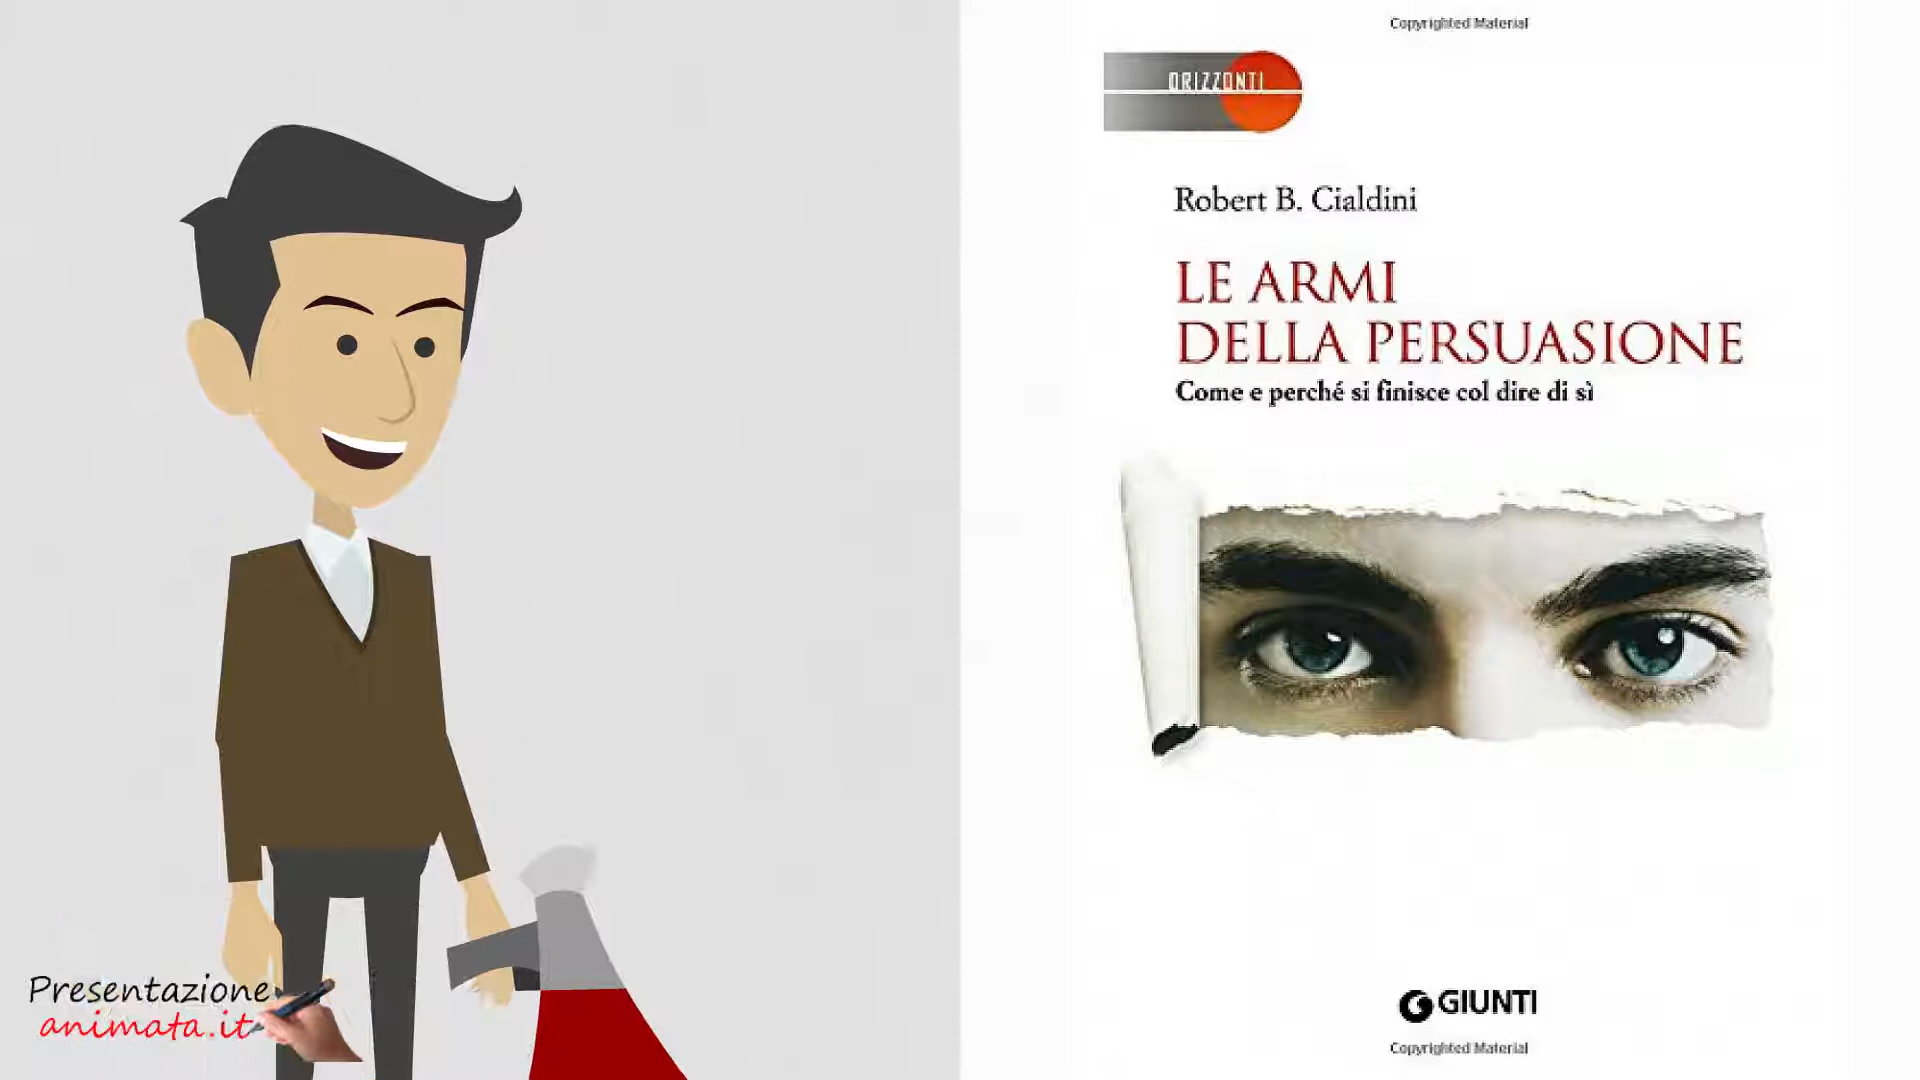 Copyrighted Material
ORIZZONTI
Robert B. Cialdini
LE ARMI
DELLA PERSUASIONE
Come e perché si finisce col dire di sì
GIUNTI
Copyrighted Material
Presentazione
animata.it